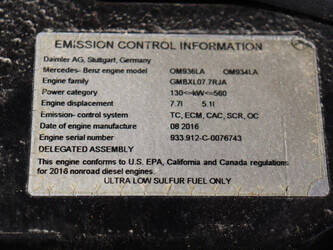 EMISSION CONTROL INFORMATION
Daimler AG, Stuttgart, Germany
Mercedes- Benz engine model OM936LA OM934LA
Engine family GMBXL07.7RJA
Power category 130<=kW<=560
Engine displacement 7.7l 5.1l
Emission- control system TC, ECM, CAC, SCR, OC
Date of engine manufacture 08 2016
Engine serial number 933.912-C-0076743
DELEGATED ASSEMBLY
This engine conforms to U.S. EPA, California and Canada regulations
for 2016 nonroad diesel engines.
ULTRA LOW SULFUR FUEL ONLY